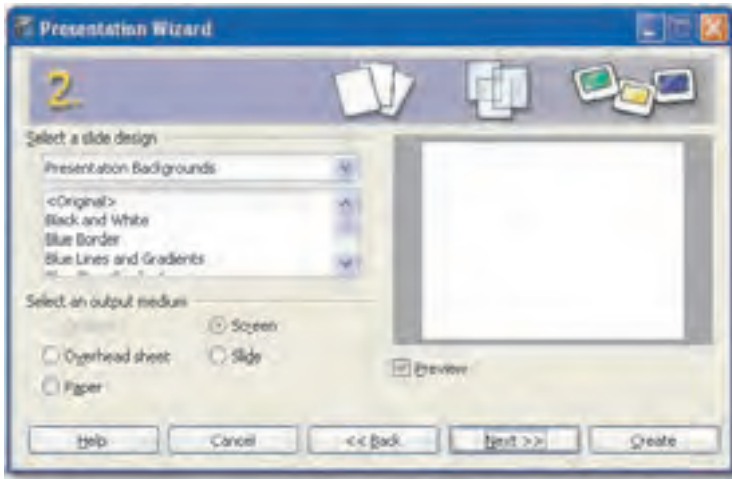 Presentation Wizard
2.
Select a slide design
Presentation Backgrounds
<Original>
Black and White
Blue Border
Blue Lines and Gradients
Select an output medium
Screen
Overhead sheet
Slide
Paper
Preview
Help
Cancel
<< Back
Next >>
Create